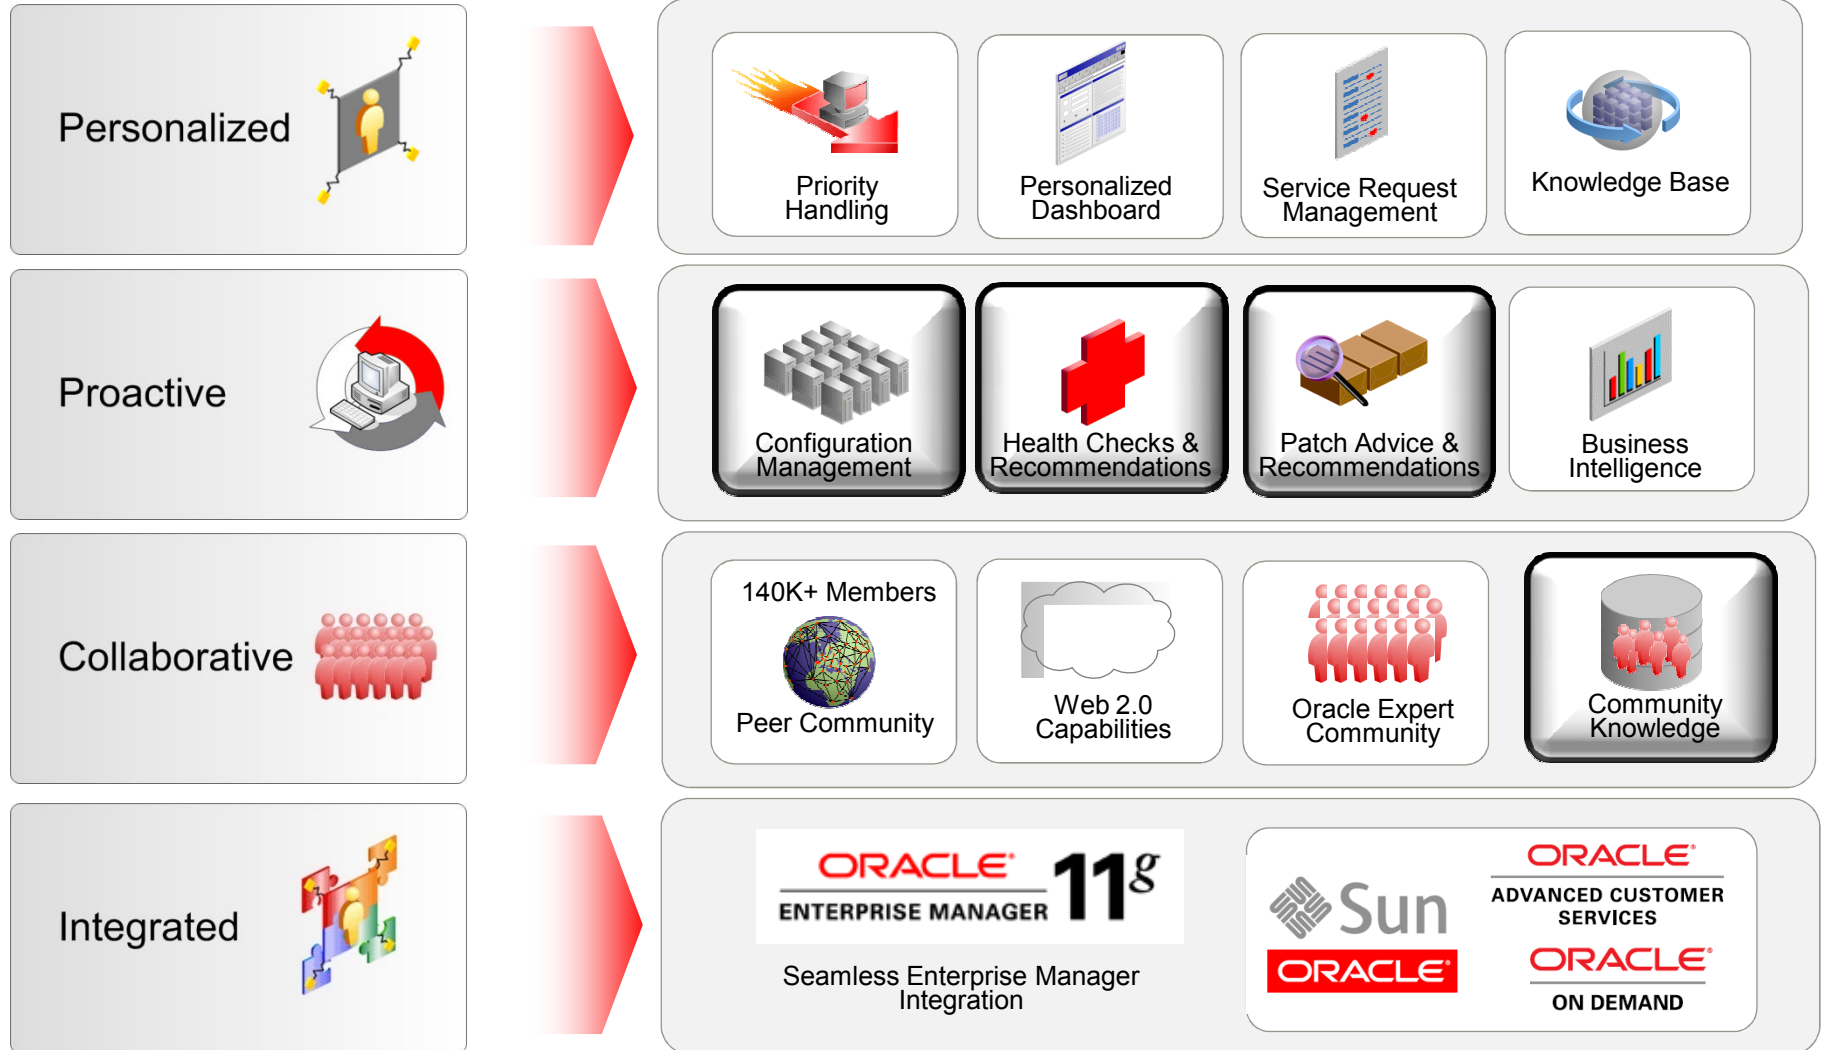 Personalized
Priority
Handling
Personalized
Dashboard
Service Request
Management
Knowledge Base
Proactive
Configuration
Management
Health Checks &
Recommendations
Patch Advice &
Recommendations
Business
Intelligence
Collaborative
140K+ Members
Peer Community
Web 2.0
Capabilities
Oracle Expert
Community
Community
Knowledge
Integrated
ORACLE®
ENTERPRISE MANAGER 11g
Seamless Enterprise Manager
Integration
Sun
ORACLE®
ORACLE®
ADVANCED CUSTOMER
SERVICES
ORACLE®
ON DEMAND